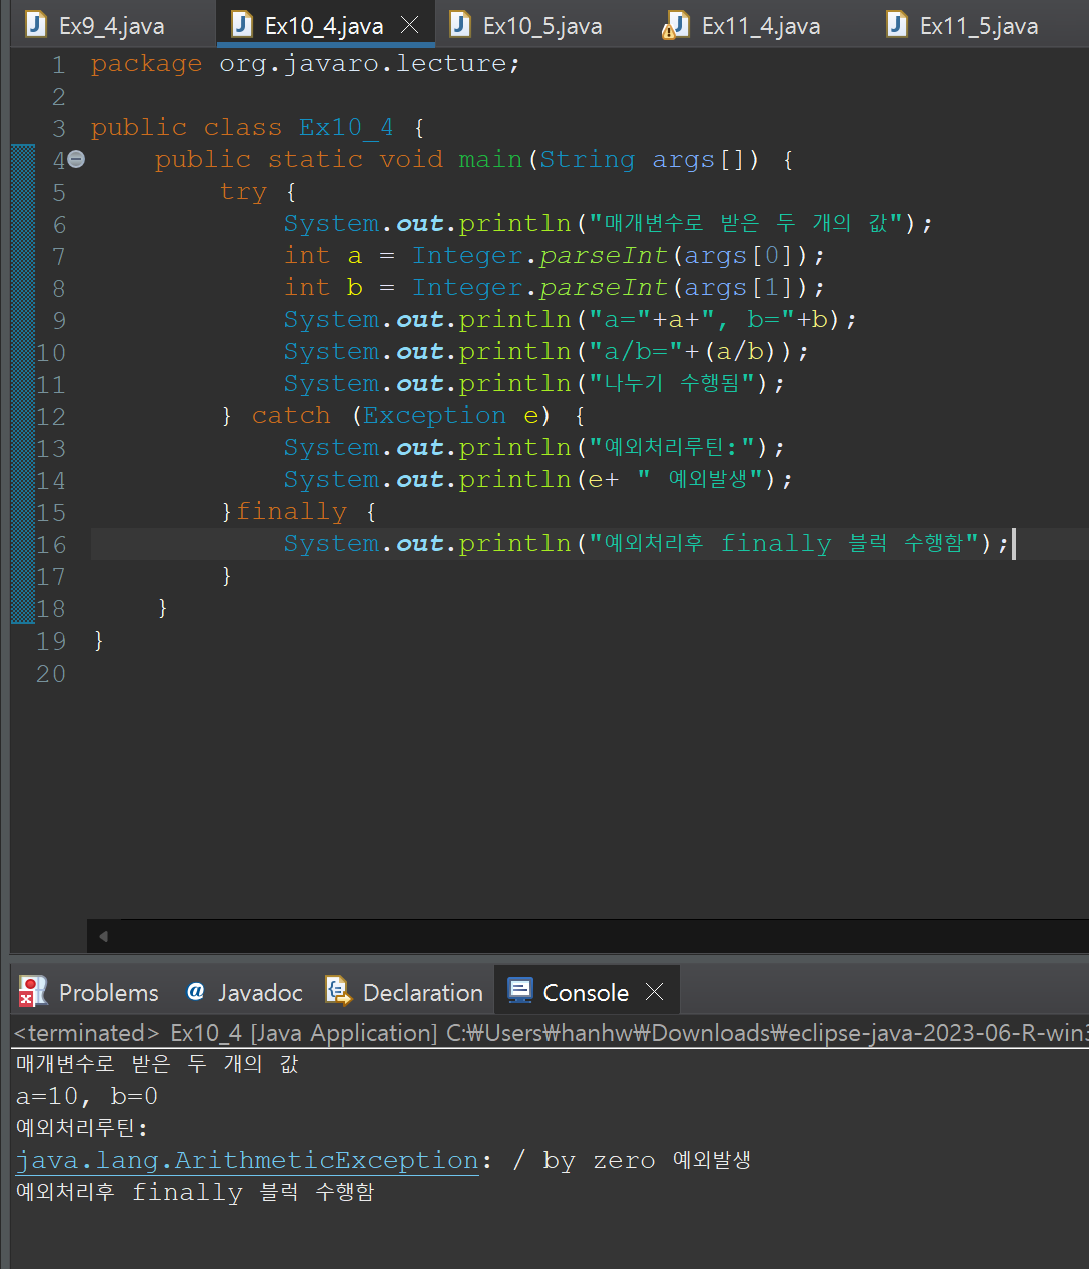 Ex9_4.java Ex10_4.java Ex10_5.java Ex11_4.java Ex11_5.java
1 package org.javaro.lecture;
2
3 public class Ex10_4 {
4     public static void main(String args[]) {
5         try {
6             System.out.println("매개변수로 받은 두 개의 값");
7             int a = Integer.parseInt(args[0]);
8             int b = Integer.parseInt(args[1]);
9             System.out.println("a="+a+", b="+b);
10             System.out.println("a/b="+(a/b));
11             System.out.println("나누기 수행됨");
12         } catch (Exception e) {
13             System.out.println("예외처리루틴:");
14             System.out.println(e+ " 예외발생");
15         }finally {
16             System.out.println("예외처리후 finally 블럭 수행함");
17         }
18     }
19 }
20
Problems Javadoc Declaration Console
<terminated> Ex10_4 [Java Application] C:₩Users₩hanhw₩Downloads₩eclipse-java-2023-06-R-win3
매개변수로 받은 두 개의 값
a=10, b=0
예외처리루틴:
java.lang.ArithmeticException: / by zero 예외발생
예외처리후 finally 블럭 수행함